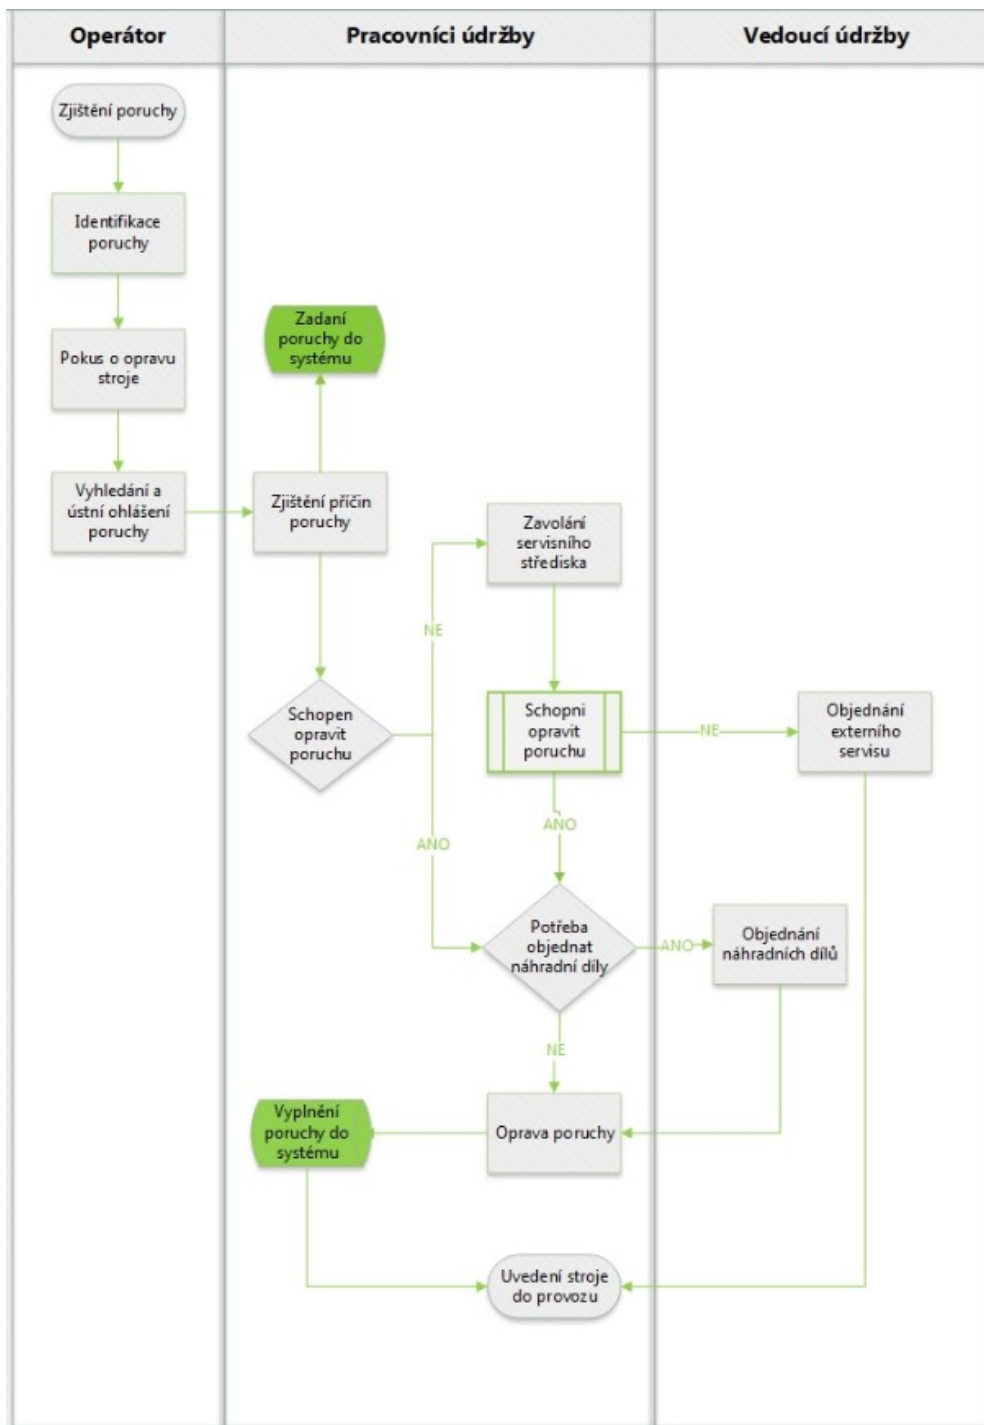 Operátor
Pracovníci údržby
Vedoucí údržby
Zjištění poruchy
Identifikace
poruchy
Pokus o opravu
stroje
Vyhledání a
ústní ohlášení
poruchy
Zadaní
poruchy do
systému
Zjištění příčin
poruchy
Zavolání
servisního
střediska
NE
Schopen
opravit
poruchu
Schopni
opravit
poruchu
NE
Objednání
externího
servisu
ANO
ANO
Potřeba
objednat
náhradní díly
ANO
Objednání
náhradních dílů
NE
Vyplnění
poruchy do
systému
Oprava poruchy
Uvedení stroje
do provozu